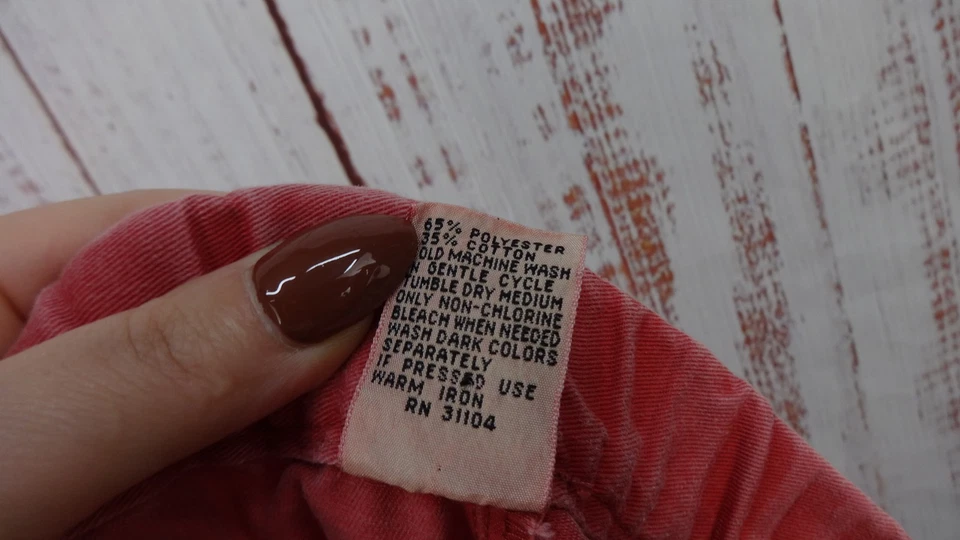 65% POLYESTER
35% COTTON
OLD MACHINE WASH
N GENTLE CYCLE
TUMBLE DRY MEDIUM
ONLY NON-CHLORINE
BLEACH WHEN NEEDED
WASH DARK COLORS
SEPARATELY
IF PRESSED USE
WARM IRON
RN 31104